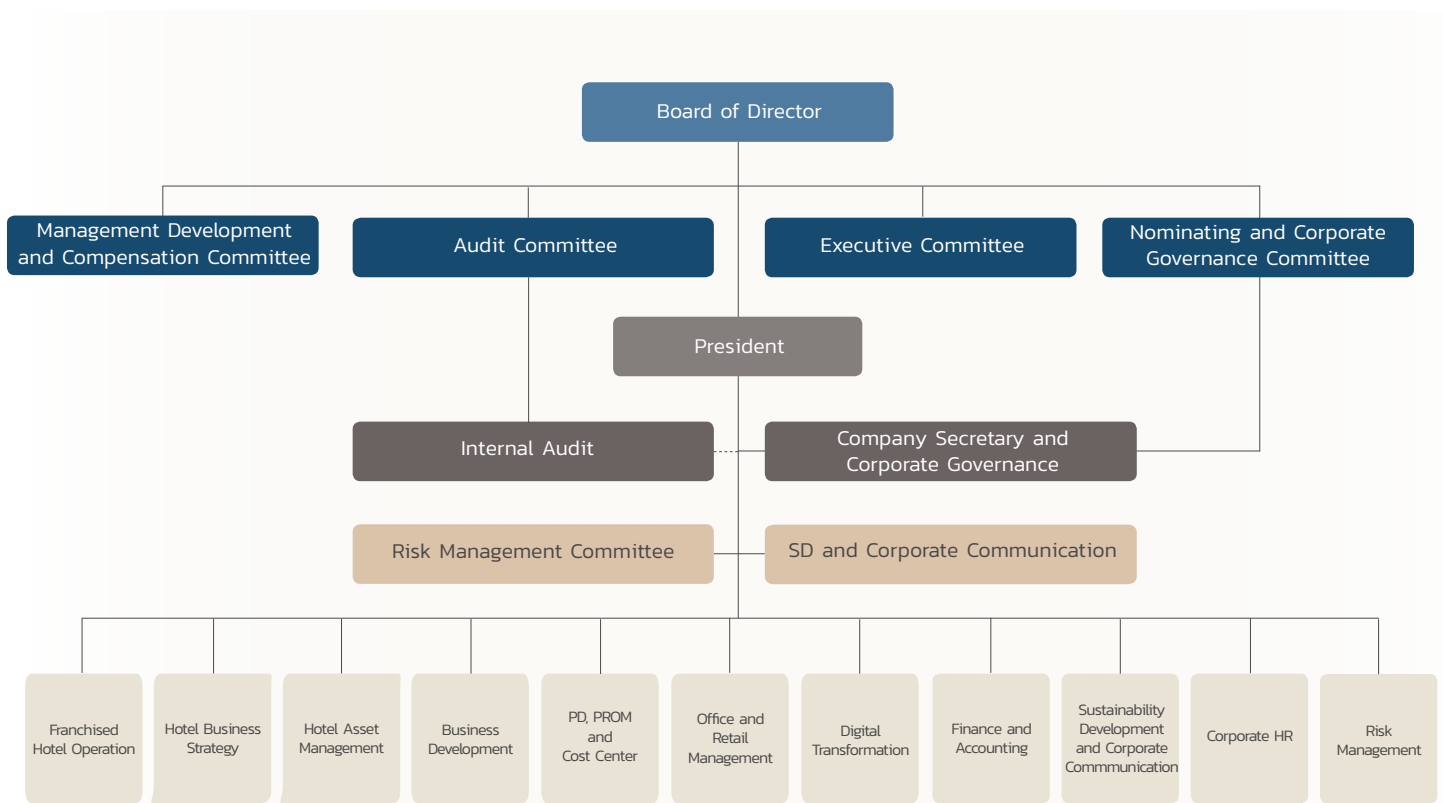 Board of Director
Management Development
and Compensation Committee
Audit Committee
Executive Committee
Nominating and Corporate
Governance Committee
President
Internal Audit
Company Secretary and
Corporate Governance
Risk Management Committee
SD and Corporate Communication
Franchised
Hotel Operation
Hotel Business
Strategy
Hotel Asset
Management
Business
Development
PD, PROM
and
Cost Center
Office and
Retail
Management
Digital
Transformation
Finance and
Accounting
Sustainability
Development
and Corporate
Commmunication
Corporate HR
Risk
Management